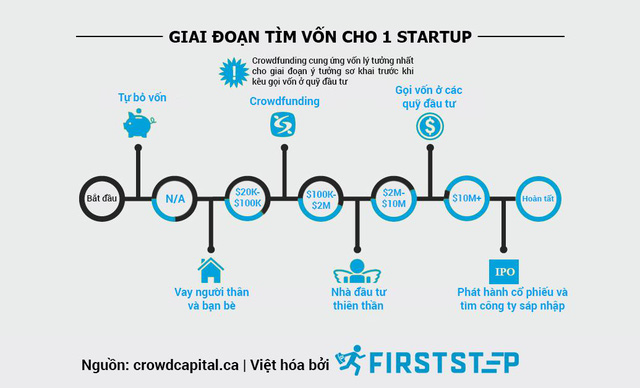 GIAI ĐOẠN TÌM VỐN CHO 1 STARTUP
Crowdfunding cung ứng vốn lý tưởng nhất
cho giai đoạn ý tưởng sơ khai trước khi
kêu gọi vốn ở quỹ đầu tư
Tự bỏ vốn
Crowdfunding
Gọi vốn ở các
quỹ đầu tư
Bắt đầu
N/A
$20K-
$100K
$100K-
$2M
$2M-
$10M
$10M+
Hoàn tất
Vay người thân
và bạn bè
Nhà đầu tư
thiên thần
IPO
Phát hành cổ phiếu và
tìm công ty sáp nhập
Nguồn: crowdcapital.ca | Việt hóa bởi FIRSTSTEP